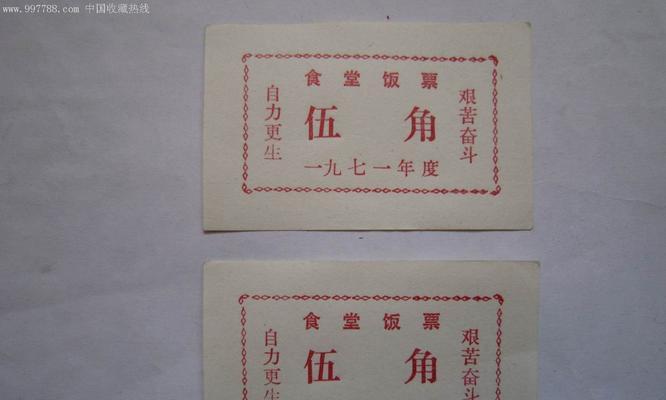 www.997788.com 中国收藏热线
食堂饭票
自力更生
伍角
艰苦奋斗
一九七一年度
食堂饭票
自力更生
伍角
艰苦奋斗